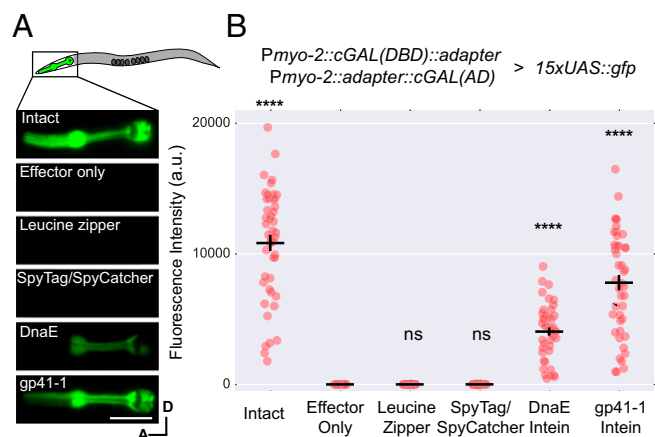 A
Intact
Effector only
Leucine zipper
SpyTag/SpyCatcher
DnaE
gp41-1
D
A
B
Pmyo-2::cGAL(DBD)::adapter
Pmyo-2::adapter::cGAL(AD)
> 15xUAS::gfp
Fluorescence Intensity (a.u.)
20000
10000
0
****
ns
ns
****
****
Intact
Effector
Only
Leucine
Zipper
SpyTag/
SpyCatcher
DnaE
Intein
gp41-1
Intein